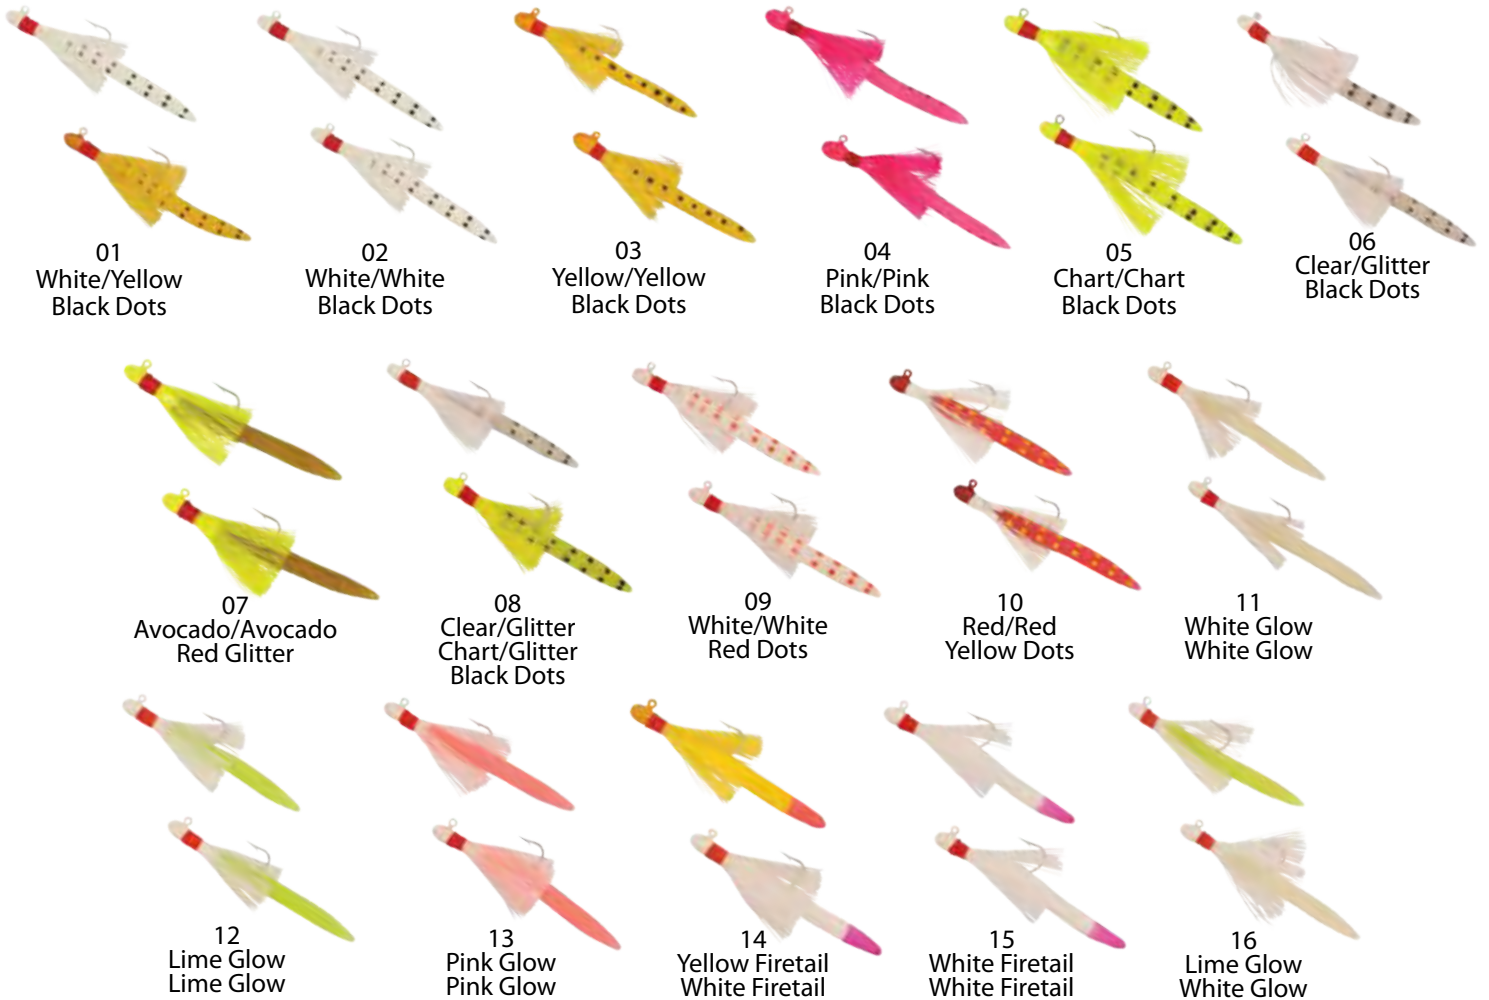 01
White/Yellow
Black Dots
02
White/White
Black Dots
03
Yellow/Yellow
Black Dots
04
Pink/Pink
Black Dots
05
Chart/Chart
Black Dots
06
Clear/Glitter
Black Dots
07
Avocado/Avocado
Red Glitter
08
Clear/Glitter
Chart/Glitter
Black Dots
09
White/White
Red Dots
10
Red/Red
Yellow Dots
11
White Glow
White Glow
12
Lime Glow
Lime Glow
13
Pink Glow
Pink Glow
14
Yellow Firetail
White Firetail
15
White Firetail
White Firetail
16
Lime Glow
White Glow